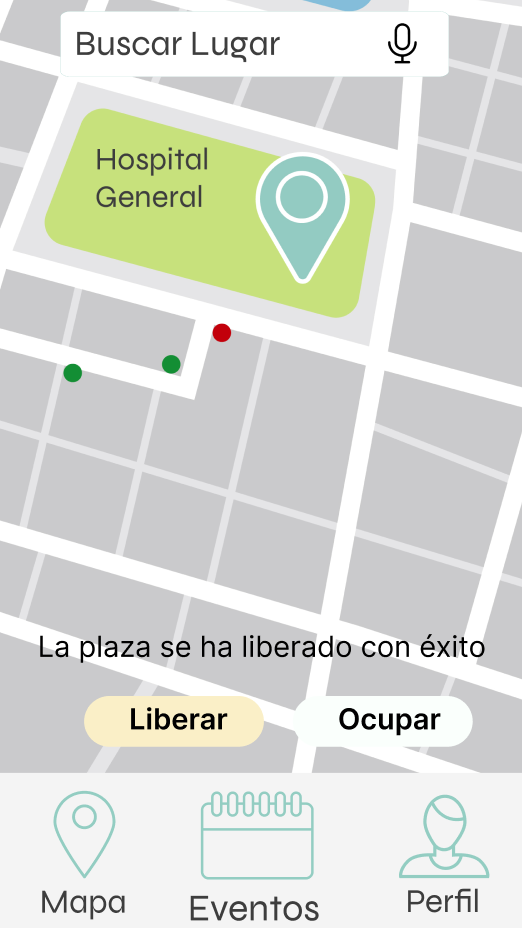 Buscar Lugar
Hospital
General
La plaza se ha liberado con éxito
Liberar
Ocupar
Mapa
Eventos
Perfil